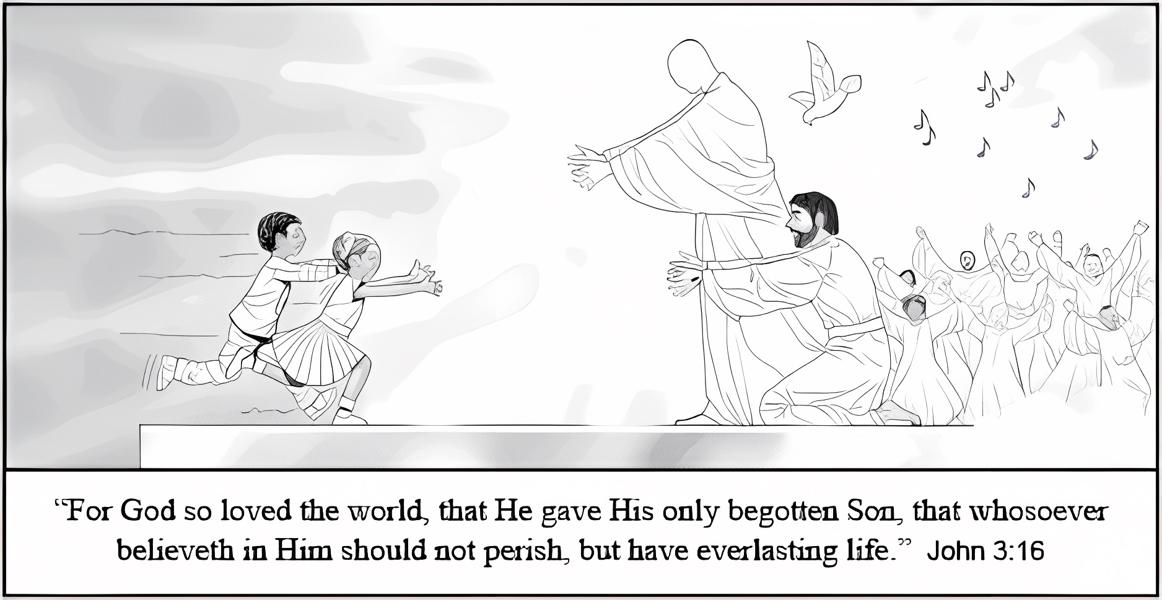 “For God so loved the world, that He gave His only begotten Son, that whosoever
believeth in Him should not perish, but have everlasting life.” John 3:16